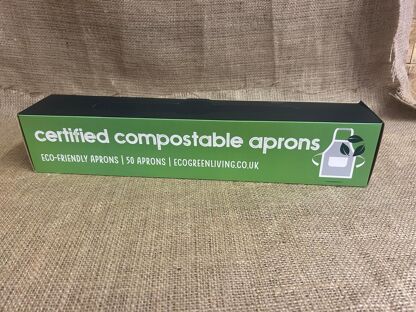 certified compostable aprons
ECO-FRIENDLY APRONS | 50 APRONS | ECOGREENLIVING.CO.UK